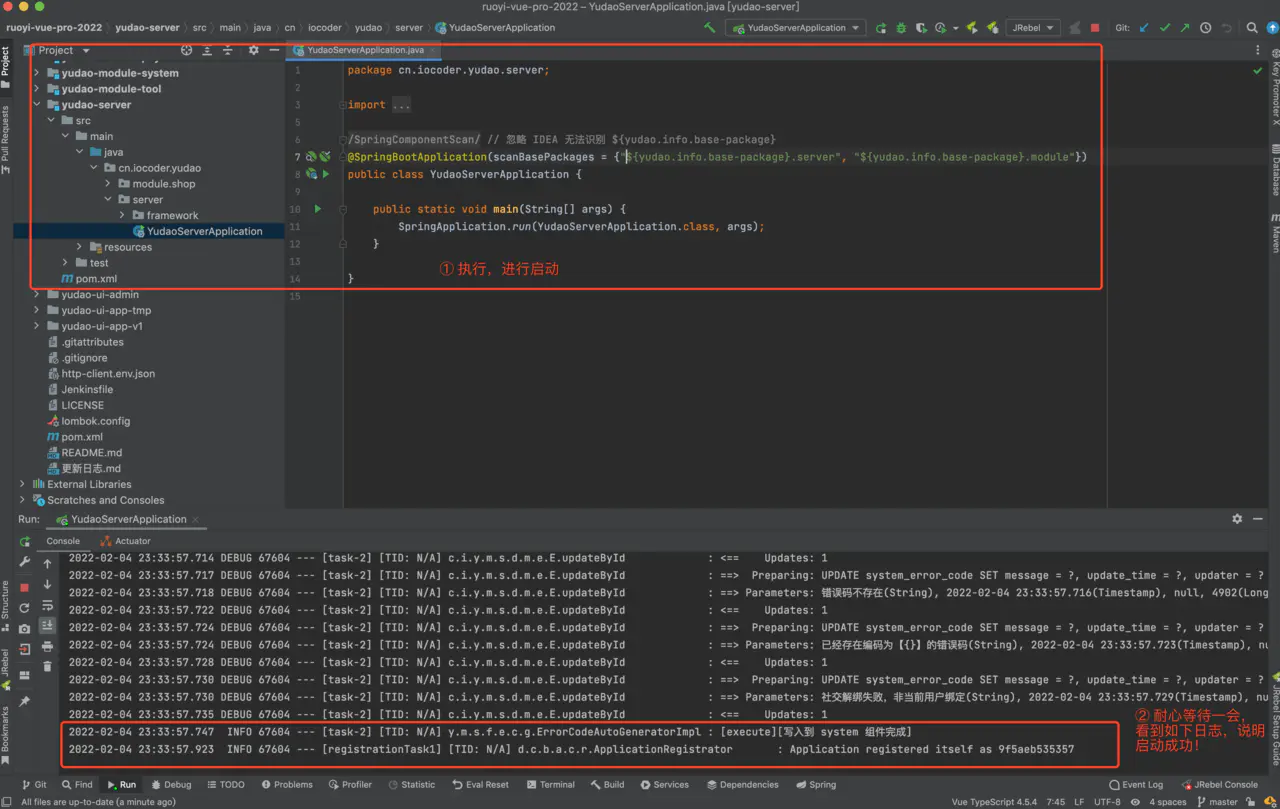 ruoyi-vue-pro-2022 – YudaoServerApplication.java [yudao-server]
ruoyi-vue-pro-2022 › yudao-server › src › main › java › cn › iocoder › yudao › server › YudaoServerApplication
YudaoServerApplication
JRebel
Git:
Project
YudaoServerApplication.java
Project
Pull Requests
Structure
JRebel
Bookmarks
Key Promoter X
Database
Maven
JRebel Setup Guide
yudao-module-system
yudao-module-tool
yudao-server
src
main
java
cn.iocoder.yudao
module.shop
server
framework
YudaoServerApplication
resources
test
pom.xml
yudao-ui-admin
yudao-ui-app-tmp
yudao-ui-app-v1
.gitattributes
.gitignore
http-client.env.json
Jenkinsfile
LICENSE
lombok.config
pom.xml
README.md
更新日志.md
External Libraries
Scratches and Consoles
1 package cn.iocoder.yudao.server;
2
3 import ...
5
6 /SpringComponentScan/ // 忽略 IDEA 无法识别 ${yudao.info.base-package}
7 @SpringBootApplication(scanBasePackages = {"${yudao.info.base-package}.server", "${yudao.info.base-package}.module"})
8 public class YudaoServerApplication {
9
10 public static void main(String[] args) {
11 SpringApplication.run(YudaoServerApplication.class, args);
12 }
13
14 }
15
① 执行，进行启动
Run: YudaoServerApplication
Console Actuator
2022-02-04 23:33:57.714 DEBUG 67604 --- [task-2] [TID: N/A] c.i.y.m.s.d.m.e.E.updateById : <== Updates: 1
2022-02-04 23:33:57.717 DEBUG 67604 --- [task-2] [TID: N/A] c.i.y.m.s.d.m.e.E.updateById : ==> Preparing: UPDATE system_error_code SET message = ?, update_time = ?, updater = ?
2022-02-04 23:33:57.718 DEBUG 67604 --- [task-2] [TID: N/A] c.i.y.m.s.d.m.e.E.updateById : ==> Parameters: 错误码不存在(String), 2022-02-04 23:33:57.716(Timestamp), null, 4902(Long
2022-02-04 23:33:57.722 DEBUG 67604 --- [task-2] [TID: N/A] c.i.y.m.s.d.m.e.E.updateById : <== Updates: 1
2022-02-04 23:33:57.724 DEBUG 67604 --- [task-2] [TID: N/A] c.i.y.m.s.d.m.e.E.updateById : ==> Preparing: UPDATE system_error_code SET message = ?, update_time = ?, updater = ?
2022-02-04 23:33:57.724 DEBUG 67604 --- [task-2] [TID: N/A] c.i.y.m.s.d.m.e.E.updateById : ==> Parameters: 已经存在编码为【{}】的错误码(String), 2022-02-04 23:33:57.723(Timestamp), nu
2022-02-04 23:33:57.728 DEBUG 67604 --- [task-2] [TID: N/A] c.i.y.m.s.d.m.e.E.updateById : <== Updates: 1
2022-02-04 23:33:57.730 DEBUG 67604 --- [task-2] [TID: N/A] c.i.y.m.s.d.m.e.E.updateById : ==> Preparing: UPDATE system_error_code SET message = ?, update_time = ?, updater = ?
2022-02-04 23:33:57.730 DEBUG 67604 --- [task-2] [TID: N/A] c.i.y.m.s.d.m.e.E.updateById : ==> Parameters: 社交解绑失败，非当前用户绑定(String), 2022-02-04 23:33:57.729(Timestamp), nu
2022-02-04 23:33:57.735 DEBUG 67604 --- [task-2] [TID: N/A] c.i.y.m.s.d.m.e.E.updateById : <== Updates: 1
2022-02-04 23:33:57.747 INFO 67604 --- [task-2] [TID: N/A] y.m.s.f.e.c.g.ErrorCodeAutoGeneratorImpl : [execute][写入到 system 组件完成]
2022-02-04 23:33:57.923 INFO 67604 --- [registrationTask1] [TID: N/A] d.c.b.a.c.r.ApplicationRegistrator : Application registered itself as 9f5aeb535357
② 耐心等待一会，
看到如下日志，说明
启动成功！
Git Find Run Debug TODO Problems Profiler Statistic Eval Reset Terminal Build Services Dependencies Spring Event Log JRebel Console
All files are up-to-date (a minute ago) Vue TypeScript 4.5.4 7:45 LF UTF-8 4 spaces master